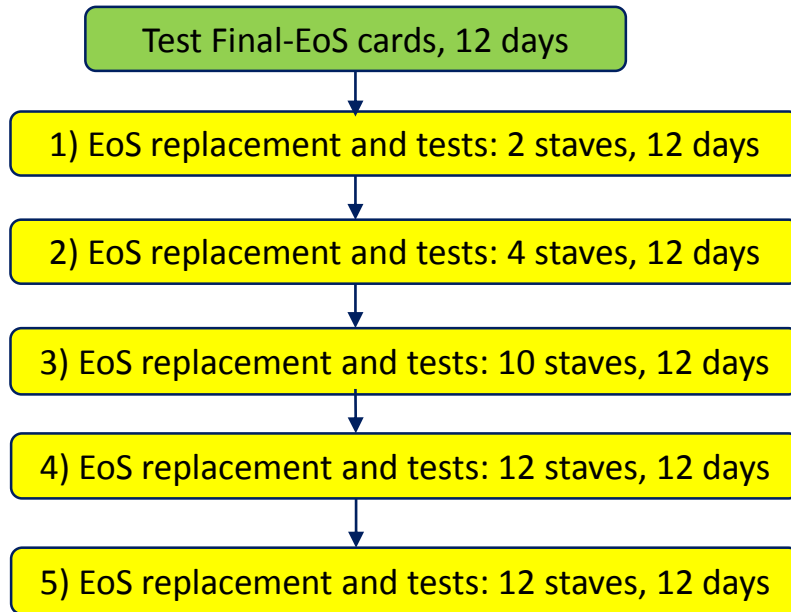 Test Final-EoS cards, 12 days
1) EoS replacement and tests: 2 staves, 12 days
2) EoS replacement and tests: 4 staves, 12 days
3) EoS replacement and tests: 10 staves, 12 days
4) EoS replacement and tests: 12 staves, 12 days
5) EoS replacement and tests: 12 staves, 12 days